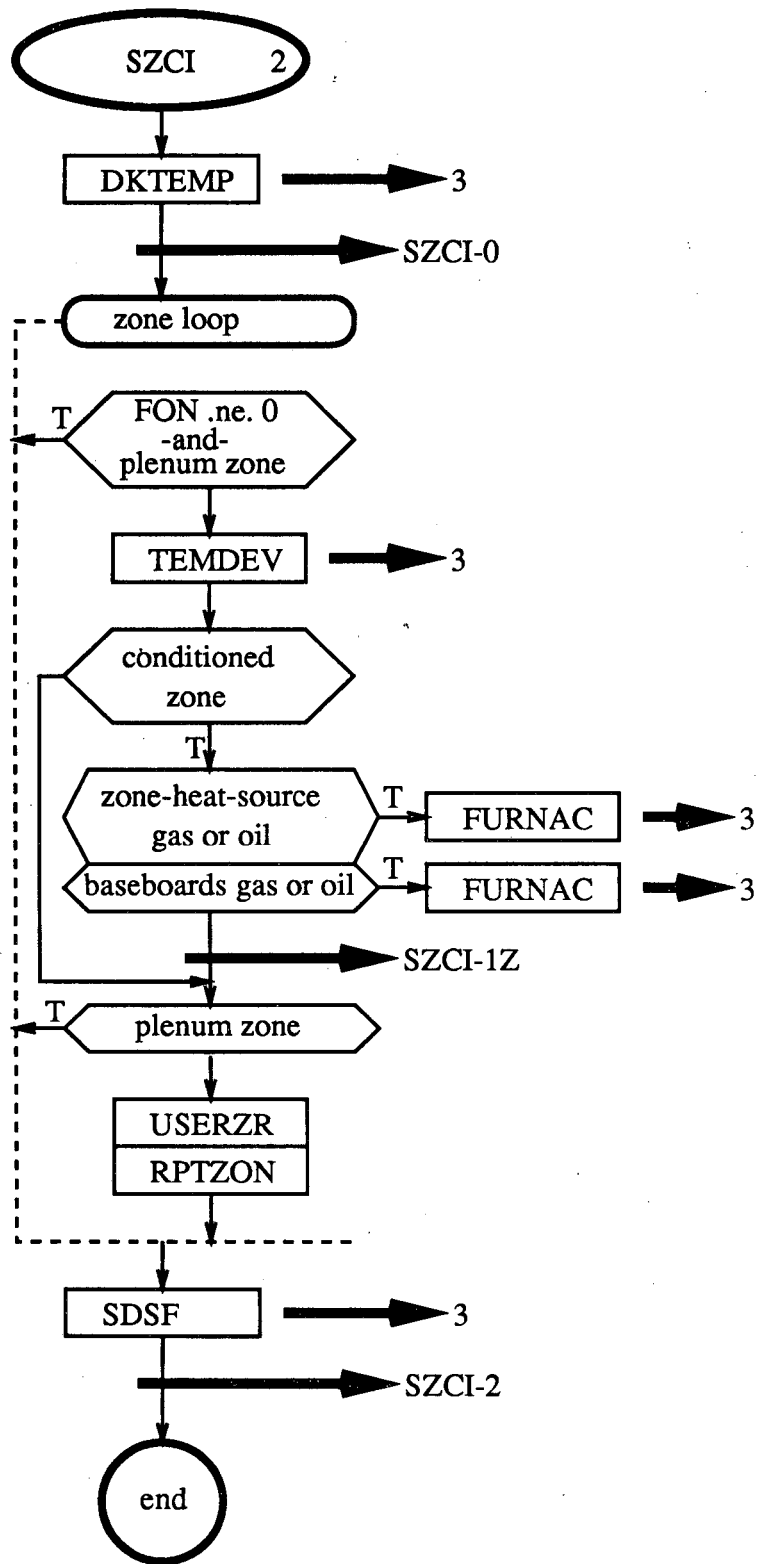 SZCI 2
DKTEMP 3
SZCI-0
zone loop
T
FON .ne. 0
-and-
plenum zone
TEMDEV 3
conditioned
zone
T
zone-heat-source
gas or oil
T
FURNAC 3
baseboards gas or oil
T
FURNAC 3
SZCI-1Z
T
plenum zone
USERZR
RPTZON
SDSF 3
SZCI-2
end